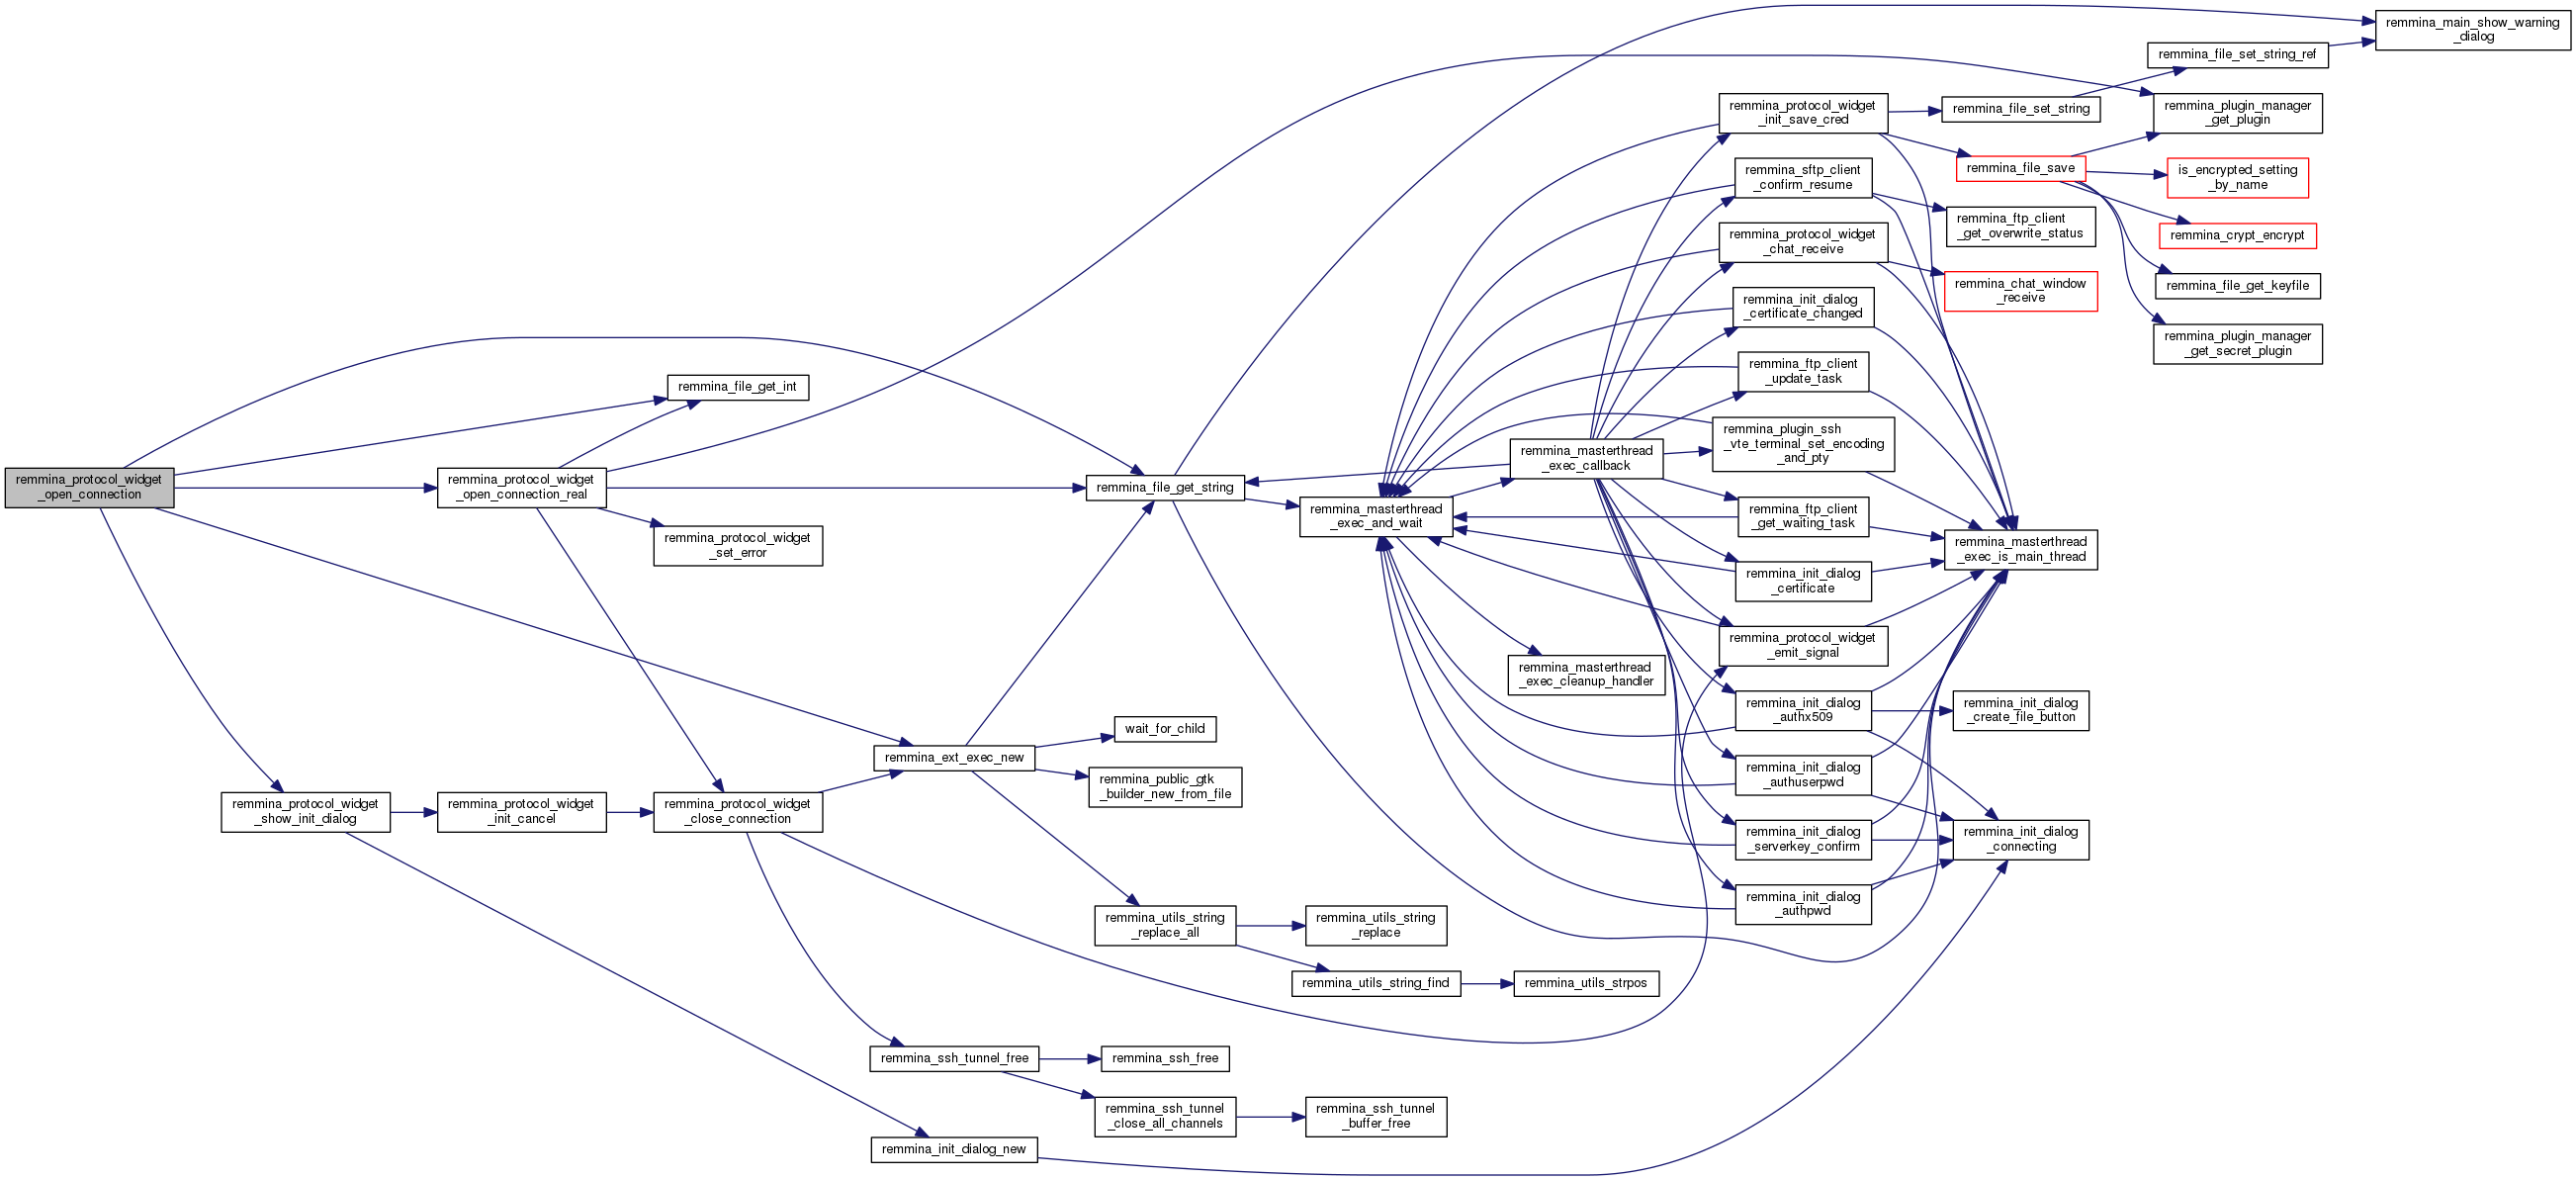 remmina_protocol_widget
_open_connection
remmina_file_get_int
remmina_protocol_widget
_open_connection_real
remmina_protocol_widget
_set_error
remmina_protocol_widget
_show_init_dialog
remmina_protocol_widget
_init_cancel
remmina_protocol_widget
_close_connection
remmina_ext_exec_new
remmina_ssh_tunnel_free
remmina_init_dialog_new
remmina_file_get_string
wait_for_child
remmina_public_gtk
_builder_new_from_file
remmina_utils_string
_replace_all
remmina_ssh_free
remmina_ssh_tunnel
_close_all_channels
remmina_masterthread
_exec_and_wait
remmina_utils_string
_replace
remmina_utils_string_find
remmina_ssh_tunnel
_buffer_free
remmina_masterthread
_exec_callback
remmina_masterthread
_exec_cleanup_handler
remmina_utils_strpos
remmina_protocol_widget
_init_save_cred
remmina_sftp_client
_confirm_resume
remmina_protocol_widget
_chat_receive
remmina_init_dialog
_certificate_changed
remmina_ftp_client
_update_task
remmina_plugin_ssh
_vte_terminal_set_encoding
_and_pty
remmina_ftp_client
_get_waiting_task
remmina_init_dialog
_certificate
remmina_protocol_widget
_emit_signal
remmina_init_dialog
_authx509
remmina_init_dialog
_authuserpwd
remmina_init_dialog
_serverkey_confirm
remmina_init_dialog
_authpwd
remmina_file_set_string
remmina_file_save
remmina_ftp_client
_get_overwrite_status
remmina_chat_window
_receive
remmina_masterthread
_exec_is_main_thread
remmina_init_dialog
_create_file_button
remmina_init_dialog
_connecting
remmina_file_set_string_ref
remmina_plugin_manager
_get_plugin
is_encrypted_setting
_by_name
remmina_crypt_encrypt
remmina_file_get_keyfile
remmina_plugin_manager
_get_secret_plugin
remmina_main_show_warning
_dialog